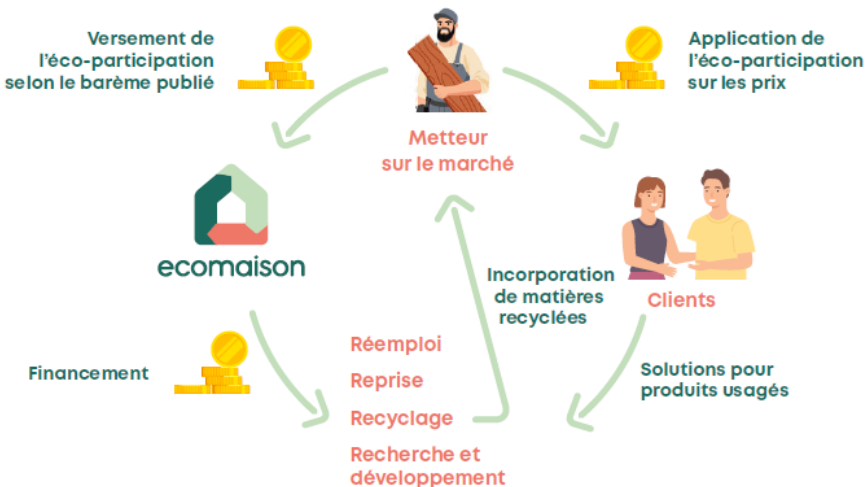 Versement de
l'éco-participation
selon le barème publié
Application de
l'éco-participation
sur les prix
Metteur
sur le marché
ecomaison
Incorporation
de matières
recyclées
Clients
Financement
Réemploi
Reprise
Recyclage
Recherche et
développement
Solutions pour
produits usagés